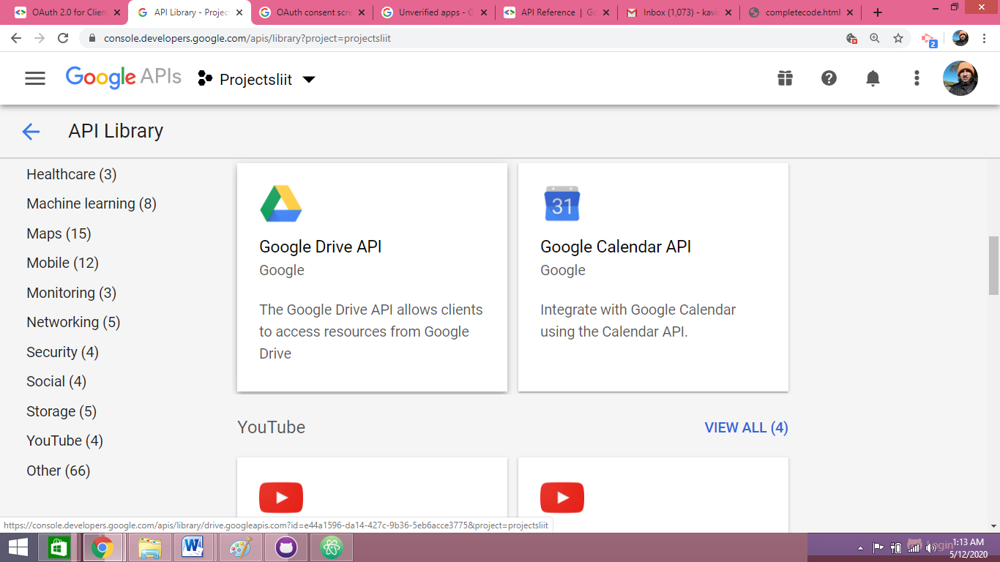 OAuth 2.0 for Clien
API Library - Projec
OAuth consent scre
Unverified apps - G
API Reference | Go
Inbox (1,073) - kavi
completecode.html
console.developers.google.com/apis/library?project=projectsliit
2
Google APIs
Projectsliit
API Library
Healthcare (3)
Machine learning (8)
Maps (15)
Mobile (12)
Monitoring (3)
Networking (5)
Security (4)
Social (4)
Storage (5)
YouTube (4)
Other (66)
Google Drive API
Google
The Google Drive API allows clients
to access resources from Google
Drive
31
Google Calendar API
Google
Integrate with Google Calendar
using the Calendar API.
YouTube
VIEW ALL (4)
https://console.developers.google.com/apis/library/drive.googleapis.com?id=e44a1596-da14-427c-9b36-5eb6acce3775&project=projectsliit
Login
1:13 AM
5/12/2020